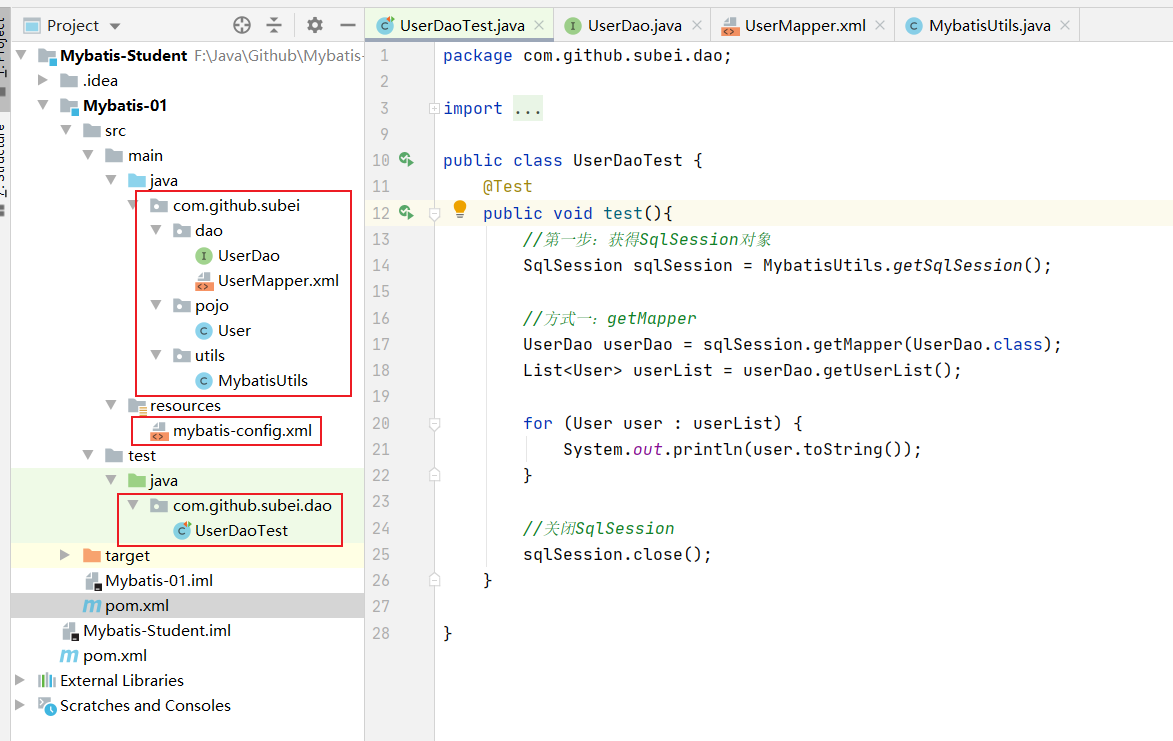 Project
UserDaoTest.java
UserDao.java
UserMapper.xml
MybatisUtils.java
1: Project
Z: Structure
Mybatis-Student F:\Java\Github\Mybatis-
.idea
Mybatis-01
src
main
java
com.github.subei
dao
UserDao
UserMapper.xml
pojo
User
utils
MybatisUtils
resources
mybatis-config.xml
test
java
com.github.subei.dao
UserDaoTest
target
Mybatis-01.iml
pom.xml
Mybatis-Student.iml
pom.xml
External Libraries
Scratches and Consoles
1 package com.github.subei.dao;
2
3 import ...
9
10 public class UserDaoTest {
11 @Test
12 public void test(){
13 //第一步：获得SqlSession对象
14 SqlSession sqlSession = MybatisUtils.getSqlSession();
15
16 //方式一：getMapper
17 UserDao userDao = sqlSession.getMapper(UserDao.class);
18 List<User> userList = userDao.getUserList();
19
20 for (User user : userList) {
21 System.out.println(user.toString());
22 }
23
24 //关闭SqlSession
25 sqlSession.close();
26 }
27
28 }